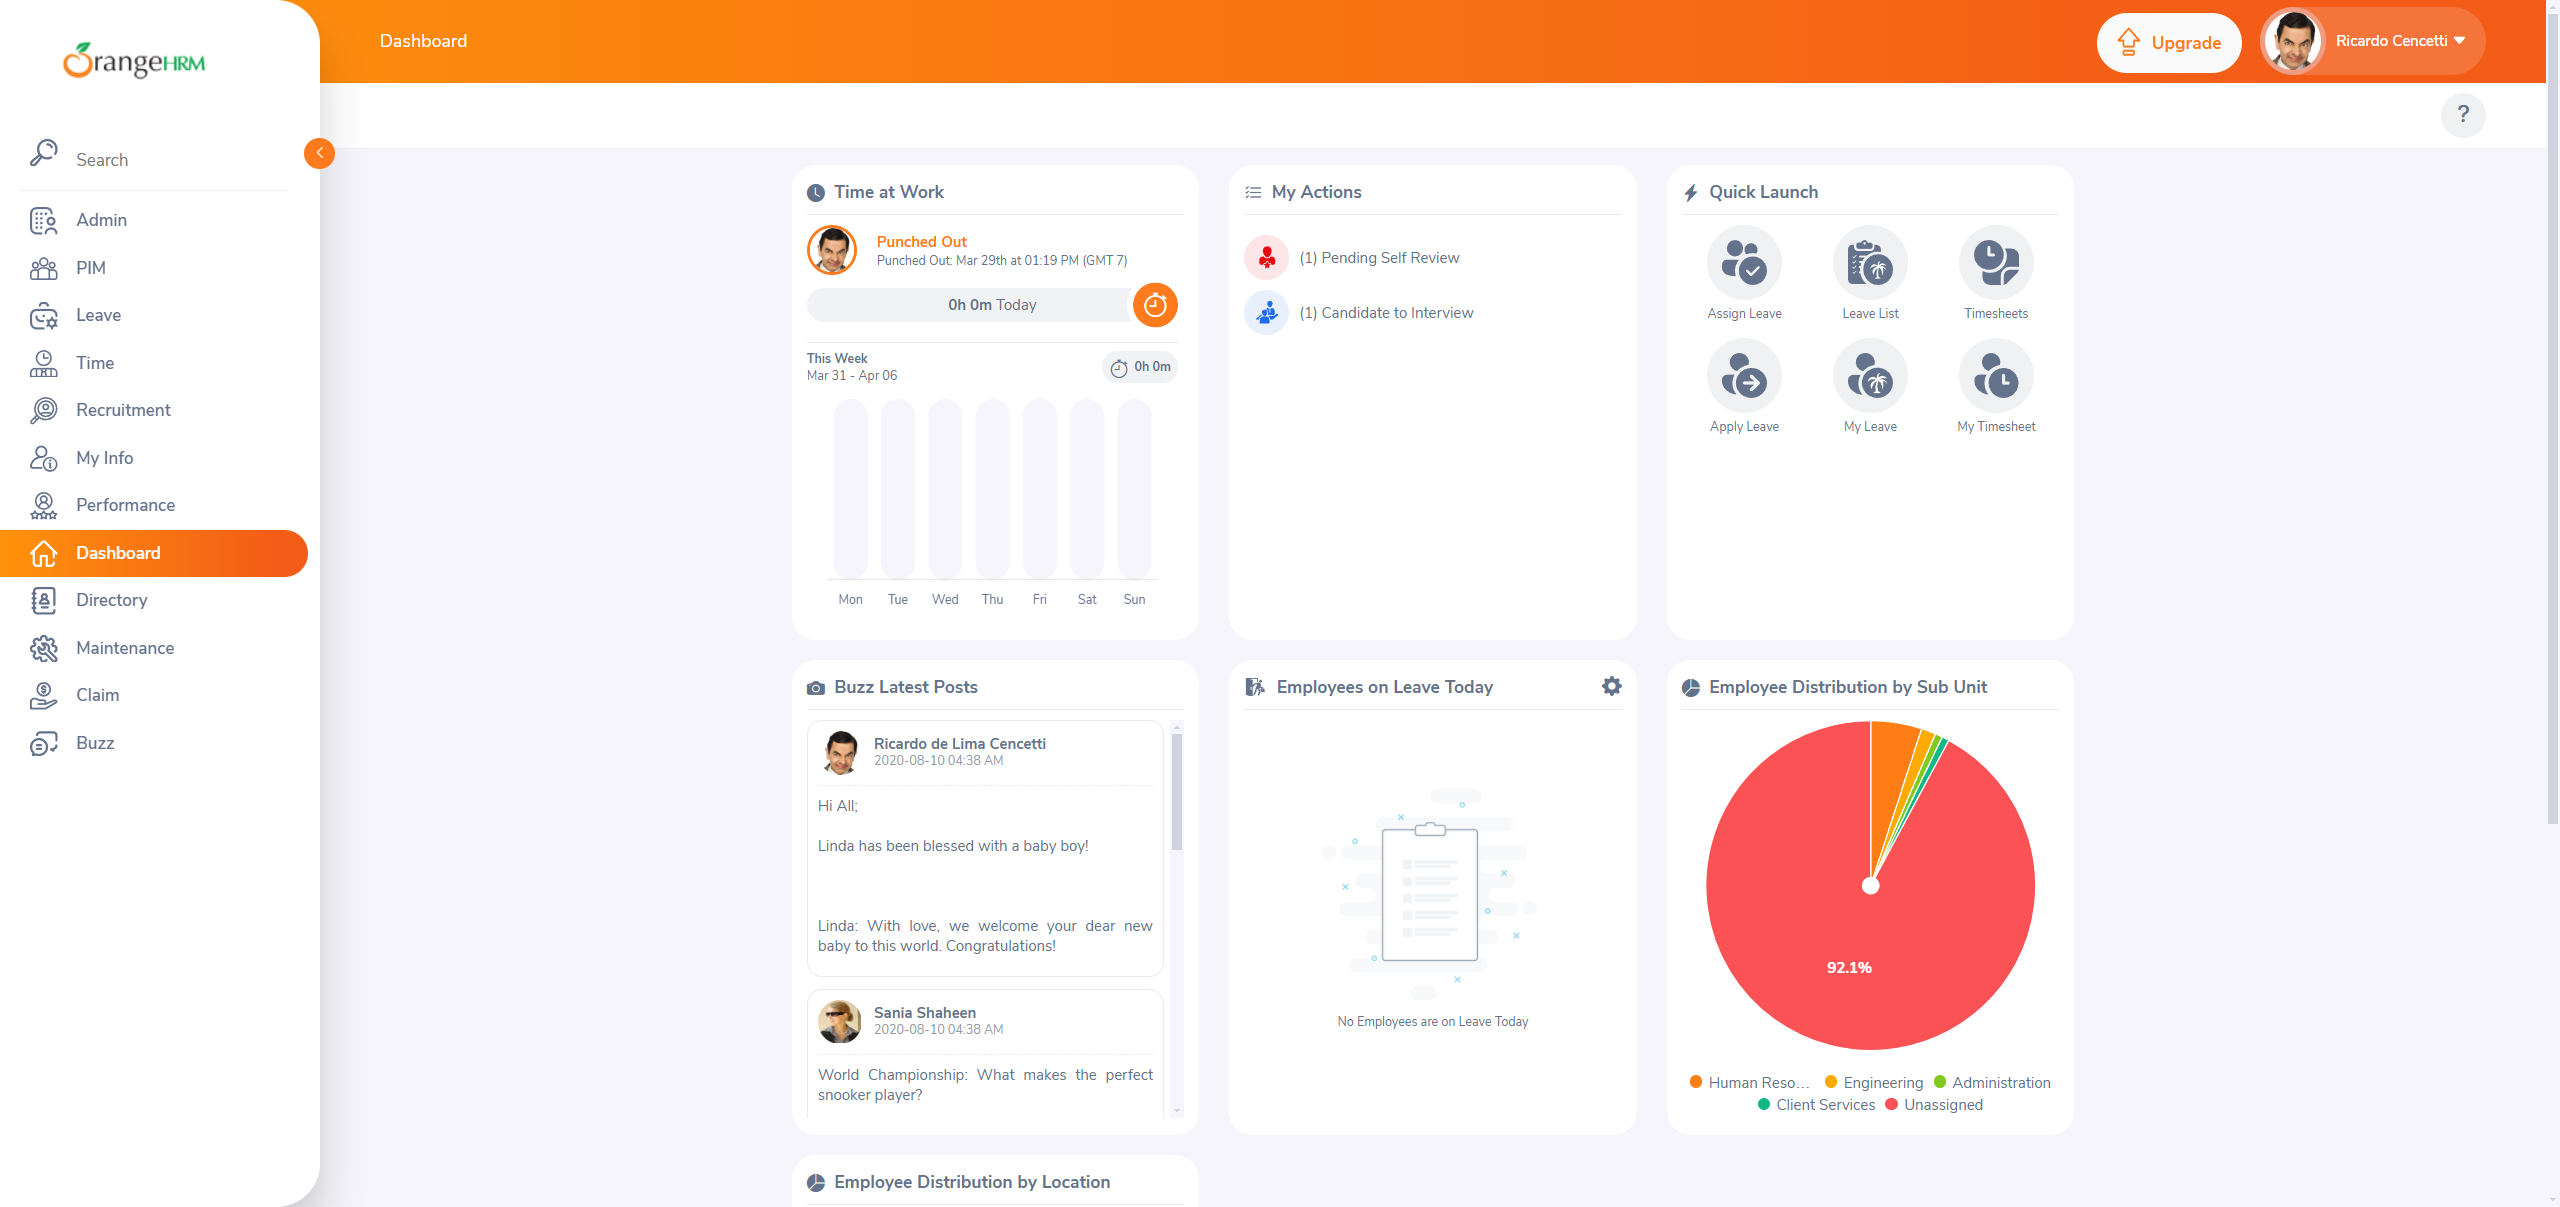 OrangeHRM
Dashboard
Upgrade
Ricardo Cencetti
?
Search
Admin
PIM
Leave
Time
Recruitment
My Info
Performance
Dashboard
Directory
Maintenance
Claim
Buzz
Time at Work
Punched Out
Punched Out: Mar 29th at 01:19 PM (GMT 7)
0h 0m Today
This Week
Mar 31 - Apr 06
0h 0m
Mon Tue Wed Thu Fri Sat Sun
My Actions
(1) Pending Self Review
(1) Candidate to Interview
Quick Launch
Assign Leave Leave List Timesheets
Apply Leave My Leave My Timesheet
Buzz Latest Posts
Ricardo de Lima Cencetti
2020-08-10 04:38 AM
Hi All;
Linda has been blessed with a baby boy!
Linda: With love, we welcome your dear new
baby to this world. Congratulations!
Sania Shaheen
2020-08-10 04:38 AM
World Championship: What makes the perfect
snooker player?
Employees on Leave Today
No Employees are on Leave Today
Employee Distribution by Sub Unit
92.1%
Human Reso... Engineering Administration
Client Services Unassigned
Employee Distribution by Location